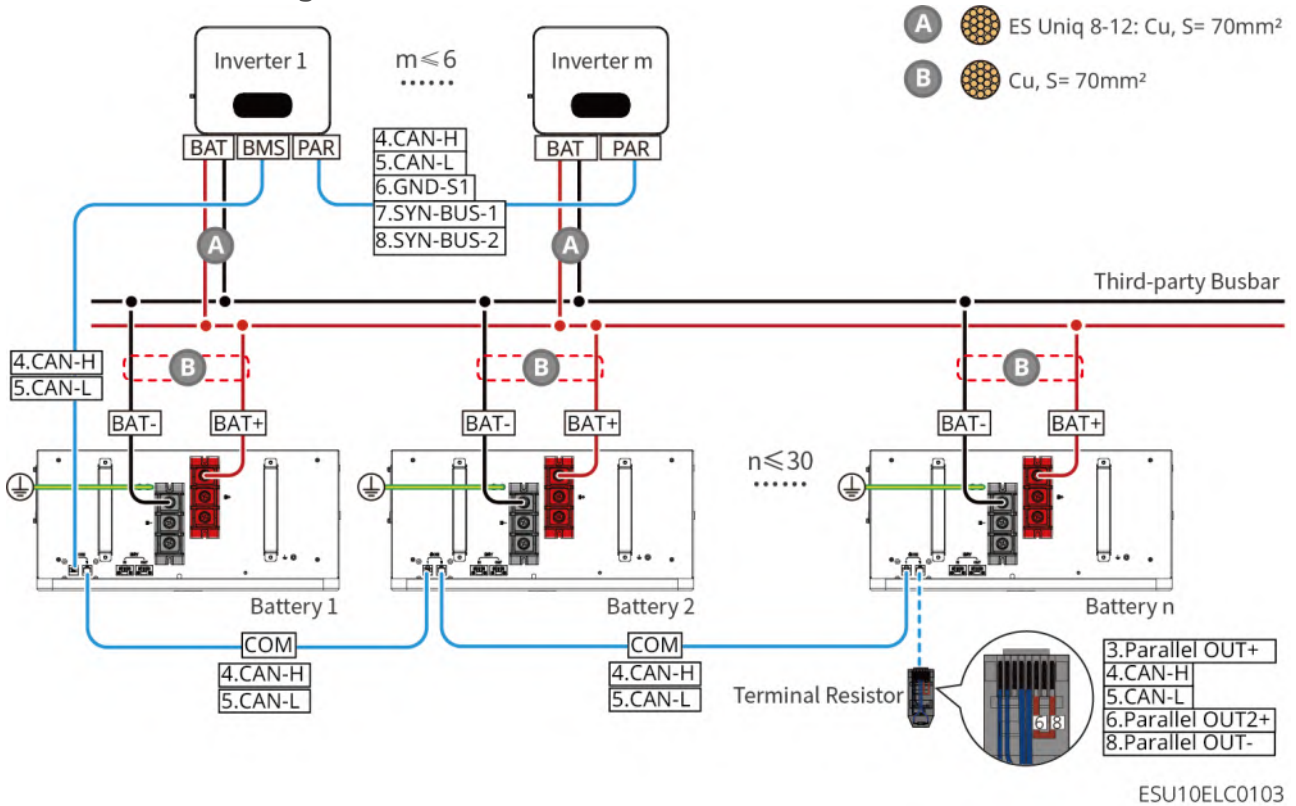 A ES Uniq 8-12: Cu, S= 70mm²
B Cu, S= 70mm²
Inverter 1
m≤6
······
Inverter m
BAT BMS PAR
4.CAN-H
5.CAN-L
6.GND-S1
7.SYN-BUS-1
8.SYN-BUS-2
BAT PAR
A
A
Third-party Busbar
4.CAN-H
5.CAN-L
B
B
B
BAT- BAT+
BAT- BAT+
BAT- BAT+
n≤30
······
Battery 1
Battery 2
Battery n
COM
4.CAN-H
5.CAN-L
COM
4.CAN-H
5.CAN-L
Terminal Resistor
6 8
3.Parallel OUT+
4.CAN-H
5.CAN-L
6.Parallel OUT2+
8.Parallel OUT-
ESU10ELC0103